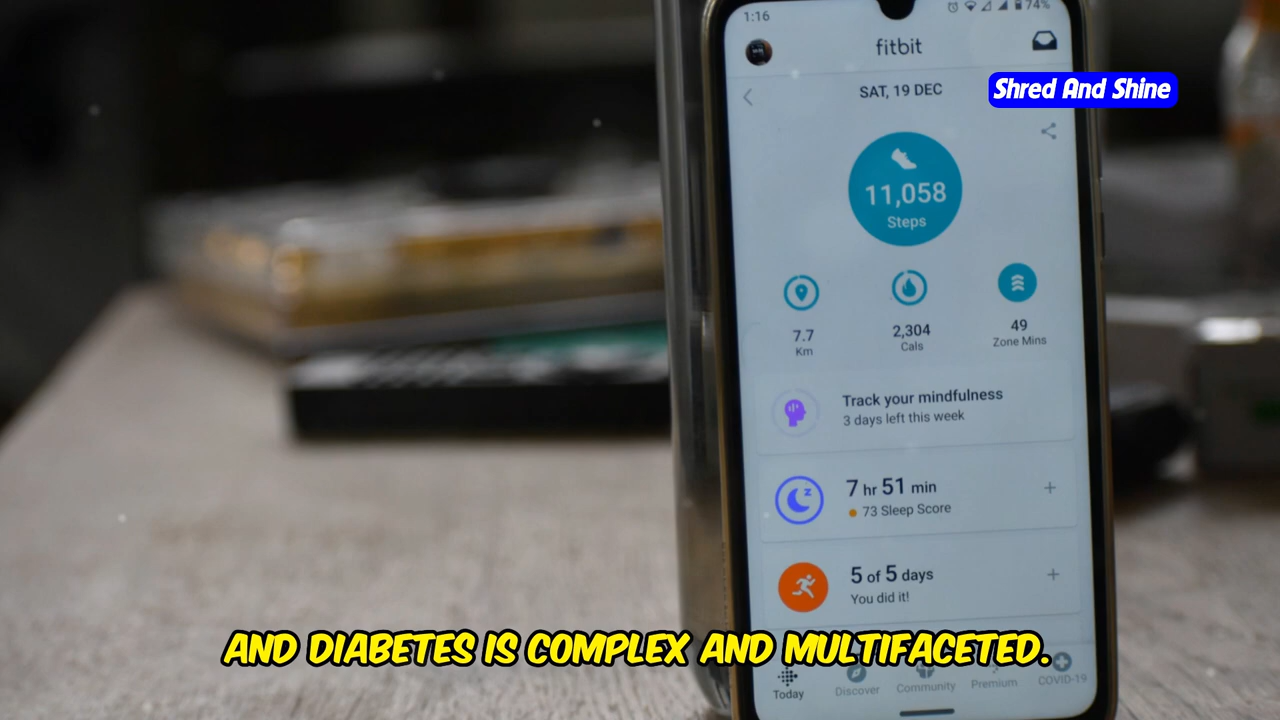 1:16
74%
fitbit
SAT, 19 DEC
Shred And Shine
11,058
Steps
7.7
Km
2,304
Cals
49
Zone Mins
Track your mindfulness
3 days left this week
7 hr 51 min
73 Sleep Score
5 of 5 days
You did it!
AND DIABETES IS COMPLEX AND MULTIFACETED.
Today
Discover
Community
Premium
COVID-19